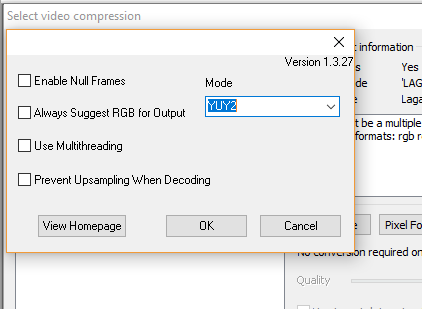 Select video compression
Version 1.3.27
Enable Null Frames
Mode
Always Suggest RGB for Output
YUY2
Use Multithreading
Prevent Upsampling When Decoding
View Homepage
OK
Cancel
information
Yes
'LAG
Laga
t be a multiple
formats: rgb
Pixel Fo
No conversion required on
Quality